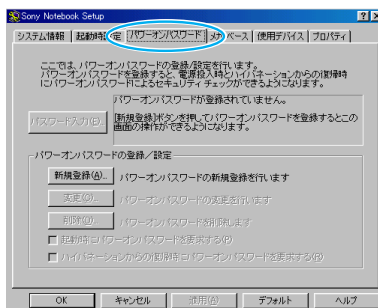 Sony Notebook Setup
システム情報 起動時設定 パワーオンパスワード メモリベース 使用デバイス プロパティ
ここでは、パワーオンパスワードの登録/設定を行います。
パワーオンパスワードを登録すると、電源投入時とハイバネーションからの復帰時
にパワーオンパスワードによるセキュリティチェックができるようになります。
パワーオンパスワードが登録されていません。
パスワード入力(E)...
[新規登録]ボタンを押してパワーオンパスワードを登録するとこの
画面の操作ができるようになります。
パワーオンパスワードの登録／設定
新規登録(A)... パワーオンパスワードの新規登録を行います
変更(O)... パワーオンパスワードの変更を行います
削除(D)... パワーオンパスワードを削除します
起動時にパワーオンパスワードを要求する(P)
ハイバネーションからの復帰時にパワーオンパスワードを要求する(R)
OK キャンセル 適用(A) デフォルト ヘルプ